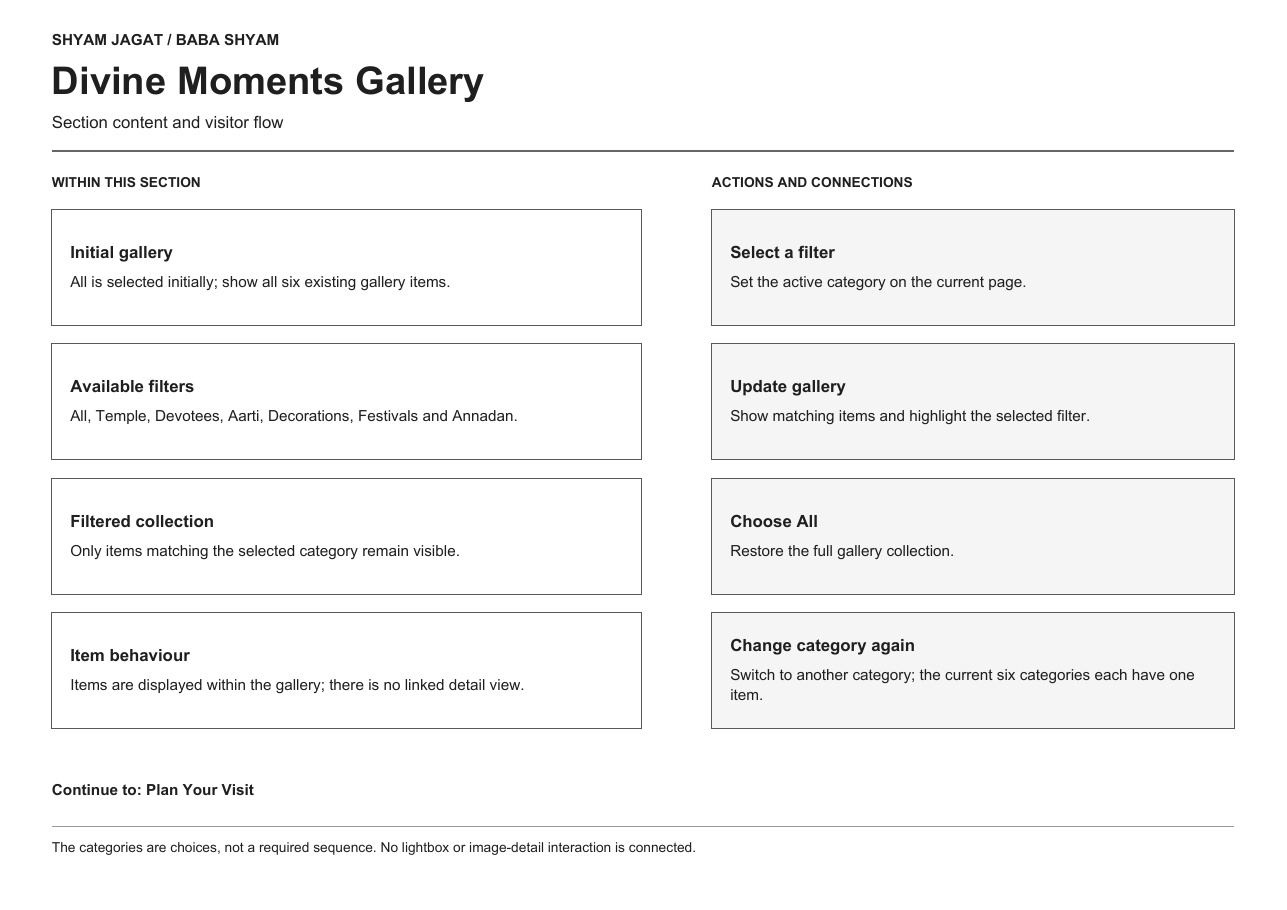 SHYAM JAGAT / BABA SHYAM
Divine Moments Gallery
Section content and visitor flow
WITHIN THIS SECTION
Initial gallery
All is selected initially; show all six existing gallery items.
Available filters
All, Temple, Devotees, Aarti, Decorations, Festivals and Annadan.
Filtered collection
Only items matching the selected category remain visible.
Item behaviour
Items are displayed within the gallery; there is no linked detail view.
ACTIONS AND CONNECTIONS
Select a filter
Set the active category on the current page.
Update gallery
Show matching items and highlight the selected filter.
Choose All
Restore the full gallery collection.
Change category again
Switch to another category; the current six categories each have one
item.
Continue to: Plan Your Visit
The categories are choices, not a required sequence. No lightbox or image-detail interaction is connected.